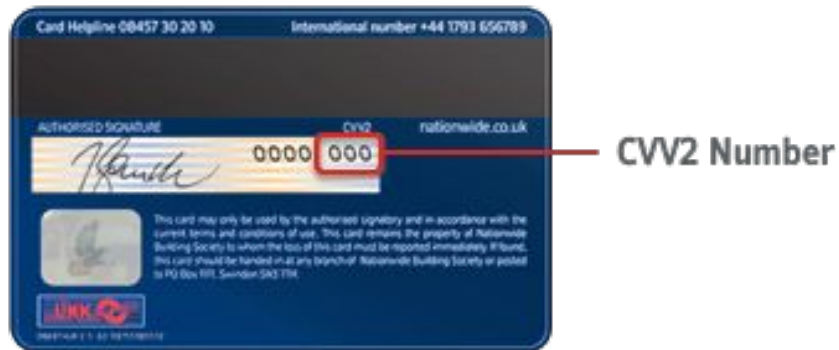 Card Helpline 08457 30 20 10 International number +44 1793 656789
AUTHORISED SIGNATURE CVV2 nationwide.co.uk
0000 000
CVV2 Number
This card may only be used by the authorised signatory and in accordance with the
current terms and conditions of use. This card remains the property of Nationwide
Building Society to whom the loss of this card must be reported immediately. If found,
this card should be handed in at any branch of Nationwide Building Society or posted
to PO Box Swindon
LINK